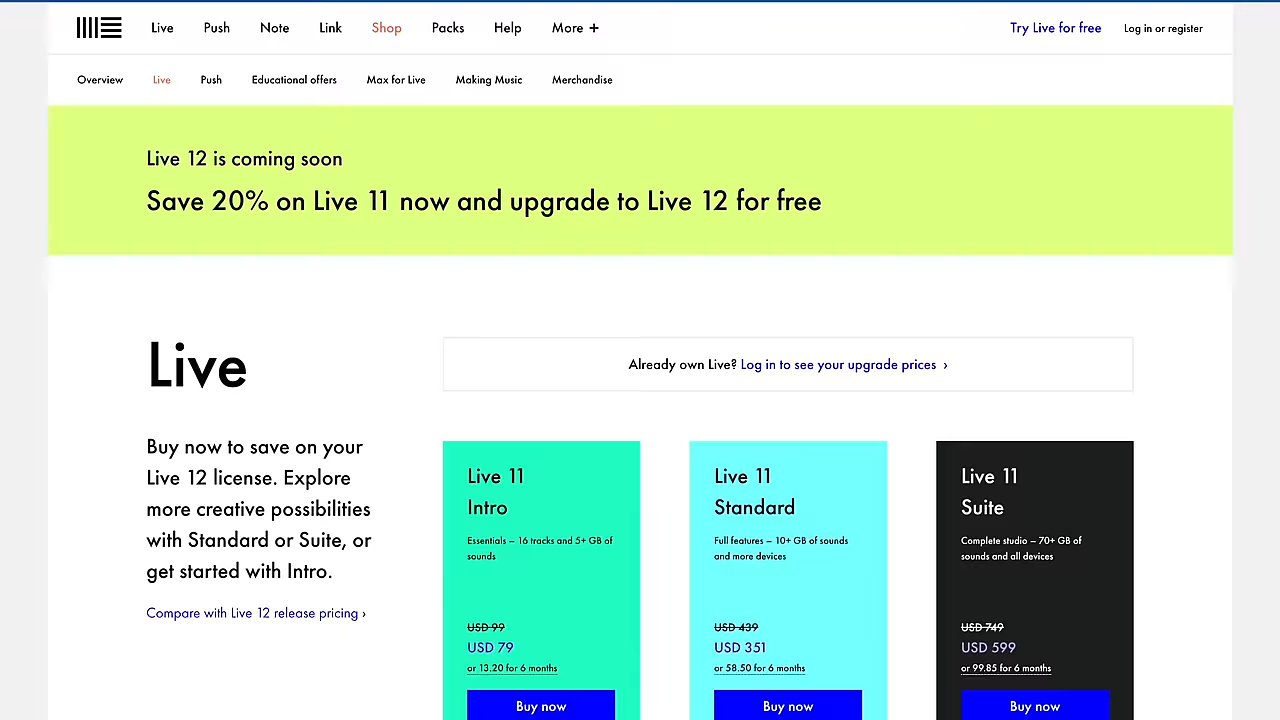 Live Push Note Link Shop Packs Help More + Try Live for free Log in or register
Overview Live Push Educational offers Max for Live Making Music Merchandise
Live 12 is coming soon
Save 20% on Live 11 now and upgrade to Live 12 for free
Live
Already own Live? Log in to see your upgrade prices ›
Buy now to save on your
Live 12 license. Explore
more creative possibilities
with Standard or Suite, or
get started with Intro.
Compare with Live 12 release pricing ›
Live 11
Intro
Essentials – 16 tracks and 5+ GB of
sounds
USD 99
USD 79
or 13.20 for 6 months
Buy now
Live 11
Standard
Full features – 10+ GB of sounds
and more devices
USD 439
USD 351
or 58.50 for 6 months
Buy now
Live 11
Suite
Complete studio – 70+ GB of
sounds and all devices
USD 749
USD 599
or 99.85 for 6 months
Buy now